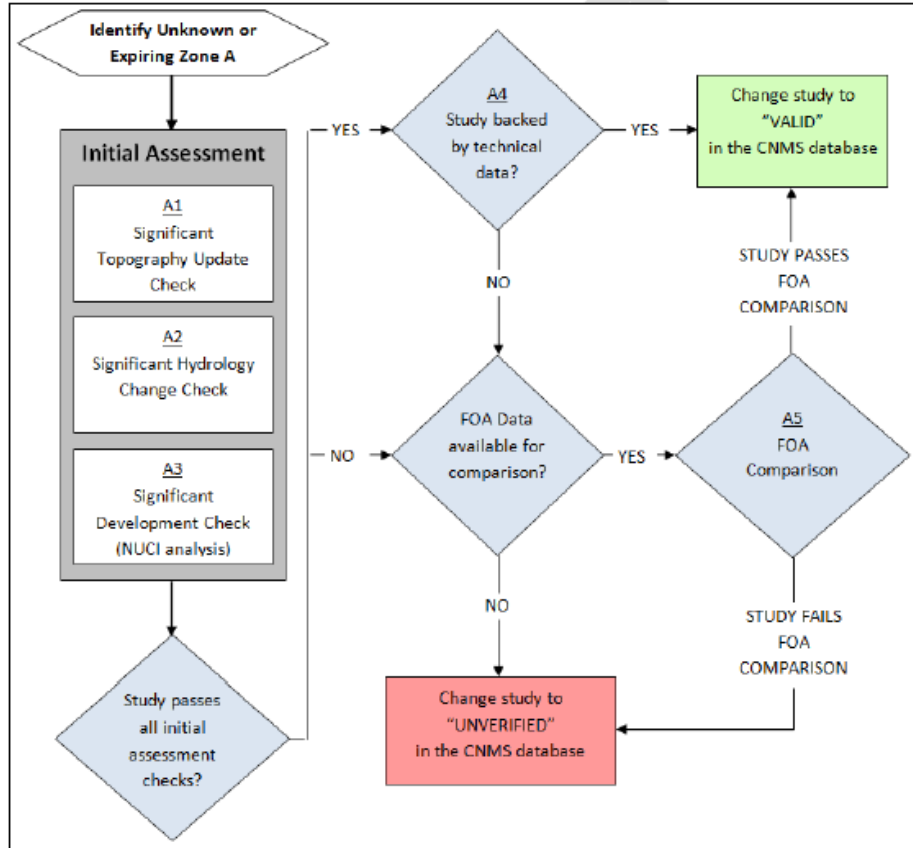 Identify Unknown or
Expiring Zone A
Initial Assessment
A1
Significant
Topography Update
Check
A2
Significant Hydrology
Change Check
A3
Significant
Development Check
(NUCI analysis)
Study passes
all initial
assessment
checks?
YES
NO
A4
Study backed
by technical
data?
YES
NO
FOA Data
available for
comparison?
YES
NO
A5
FOA
Comparison
STUDY PASSES
FOA
COMPARISON
STUDY FAILS
FOA
COMPARISON
Change study to
“VALID”
in the CNMS database
Change study to
“UNVERIFIED”
in the CNMS database